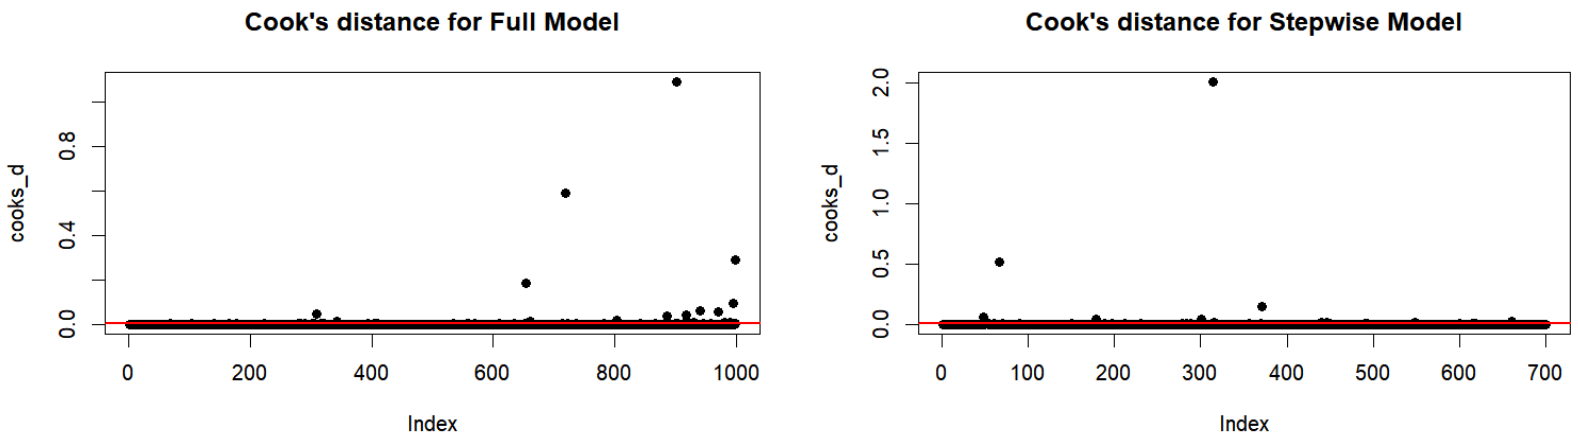 Cook's distance for Full Model
cooks_d
0.8
0.4
0.0
0 200 400 600 800 1000
Index
Cook's distance for Stepwise Model
cooks_d
2.0
1.5
1.0
0.5
0.0
0 100 200 300 400 500 600 700
Index